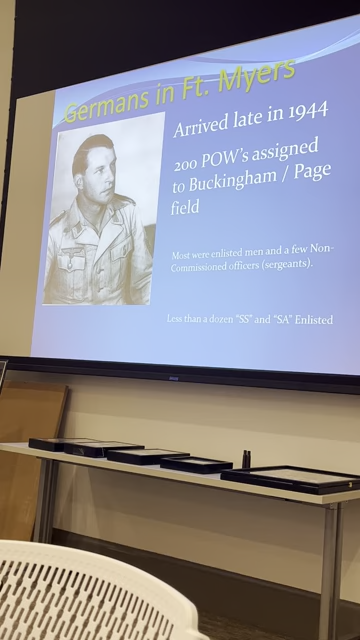 Germans in Ft. Myers
Arrived late in 1944
200 POW's assigned
to Buckingham / Page
field
Most were enlisted men and a few Non-
Commissioned officers (sergeants).
Less than a dozen "SS" and "SA" Enlisted